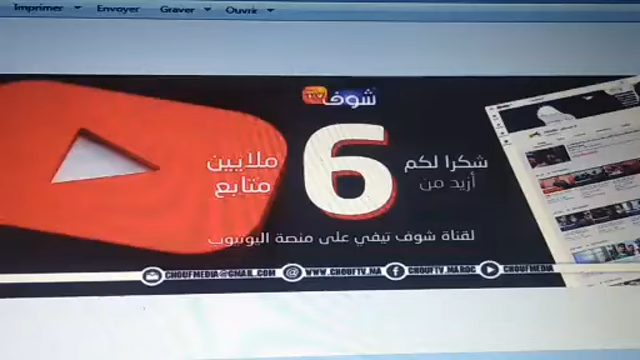 Imprimer Envoyer Graver Ouvrir
شوف TV
شكرا لكم
أزيد من
6
ملايين
متابع
لقناة شوف تيفي على منصة اليوتيوب
CHOUFMEDIA@GMAIL.COM WWW.CHOUFTV.MA CHOUFTV.MAROC CHOUFMEDIA